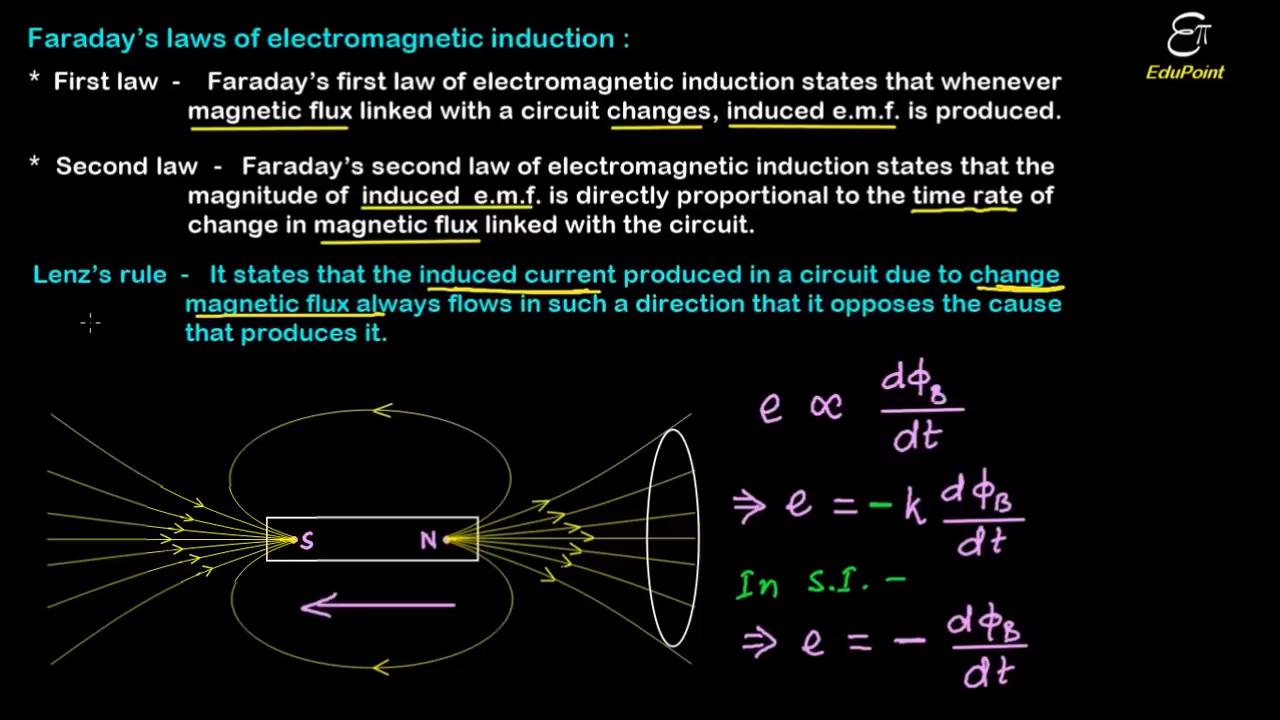 Faraday's laws of electromagnetic induction :
Eπ
EduPoint
* First law - Faraday's first law of electromagnetic induction states that whenever
magnetic flux linked with a circuit changes, induced e.m.f. is produced.
* Second law - Faraday's second law of electromagnetic induction states that the
magnitude of induced e.m.f. is directly proportional to the time rate of
change in magnetic flux linked with the circuit.
Lenz's rule - It states that the induced current produced in a circuit due to change
magnetic flux always flows in such a direction that it opposes the cause
that produces it.
e ∝ dϕ_B/dt
⇒ e = -k dϕ_B/dt
S N
In S.I. -
⇒ e = - dϕ_B/dt